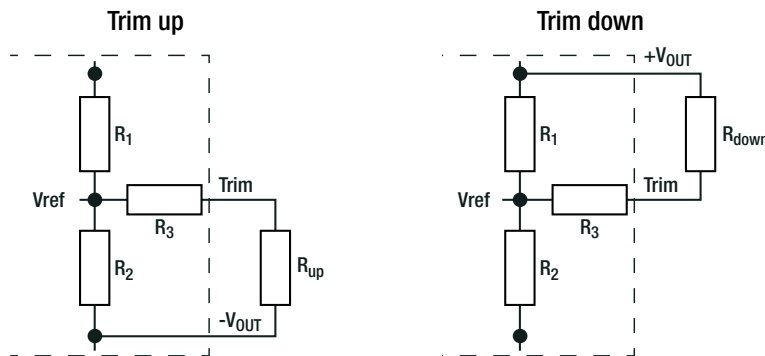 Trim up
R1
Vref
Trim
R3
R2
Rup
-VOUT
Trim down
+VOUT
R1
Rdown
Vref
Trim
R3
R2